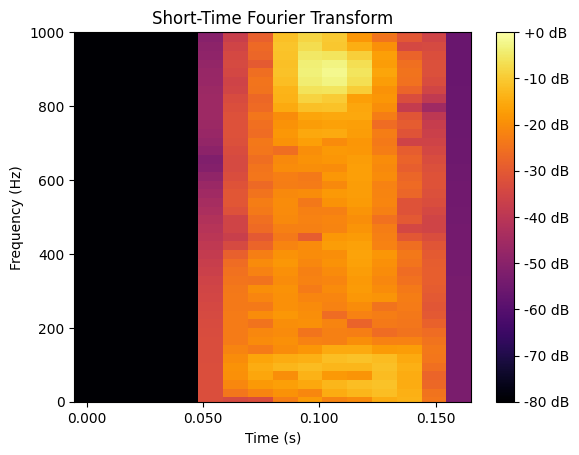 Short-Time Fourier Transform
1000
800
600
400
200
0
Frequency (Hz)
0.000
0.050
0.100
0.150
Time (s)
+0 dB
-10 dB
-20 dB
-30 dB
-40 dB
-50 dB
-60 dB
-70 dB
-80 dB